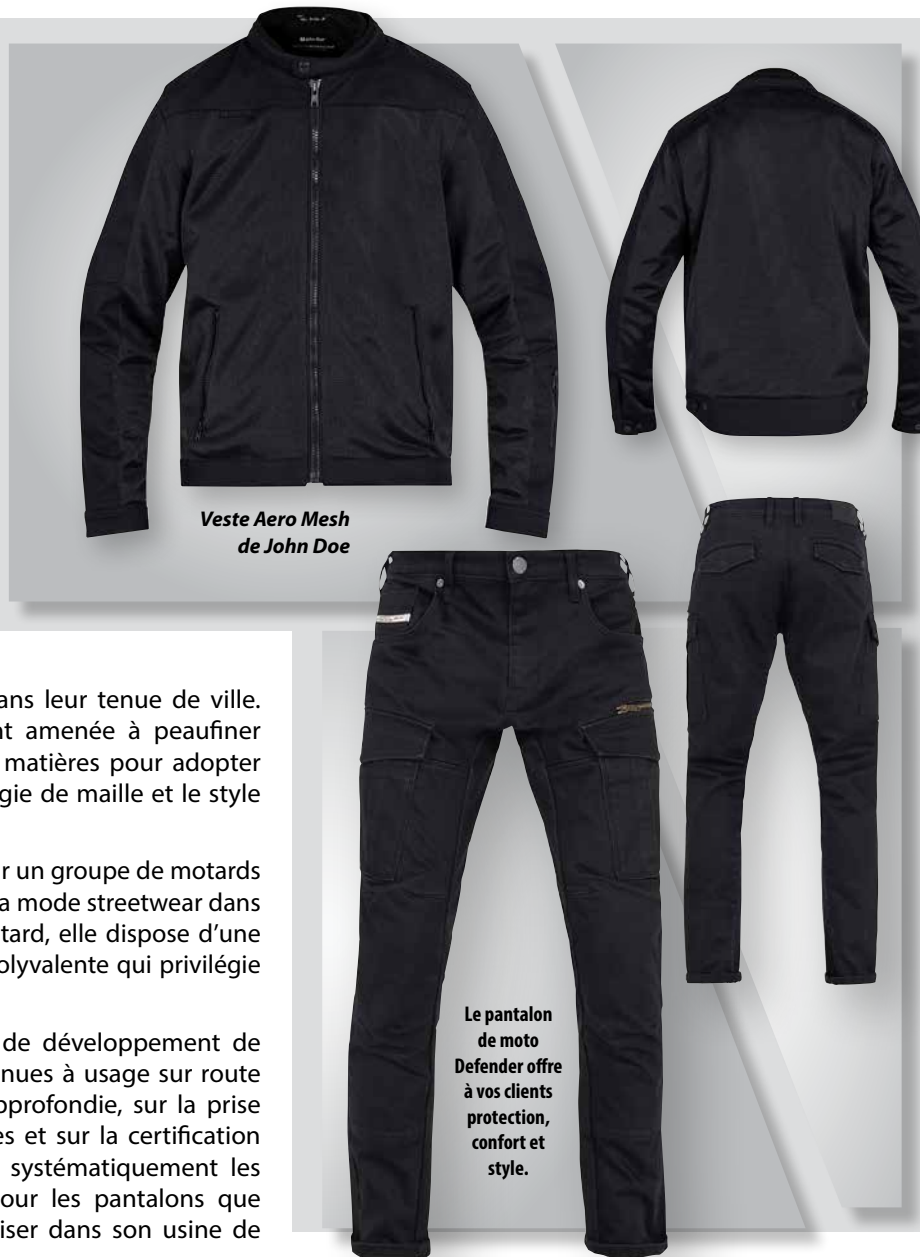 Veste Aero Mesh
de John Doe
ans leur tenue de ville.
nt amenée à peaufiner
matières pour adopter
gie de maille et le style
r un groupe de motards
a mode streetwear dans
tard, elle dispose d’une
olyvalente qui privilégie
de développement de
nues à usage sur route
pprofondie, sur la prise
es et sur la certification
systématiquement les
our les pantalons que
iser dans son usine de
Le pantalon
de moto
Defender offre
à vos clients
protection,
confort et
style.